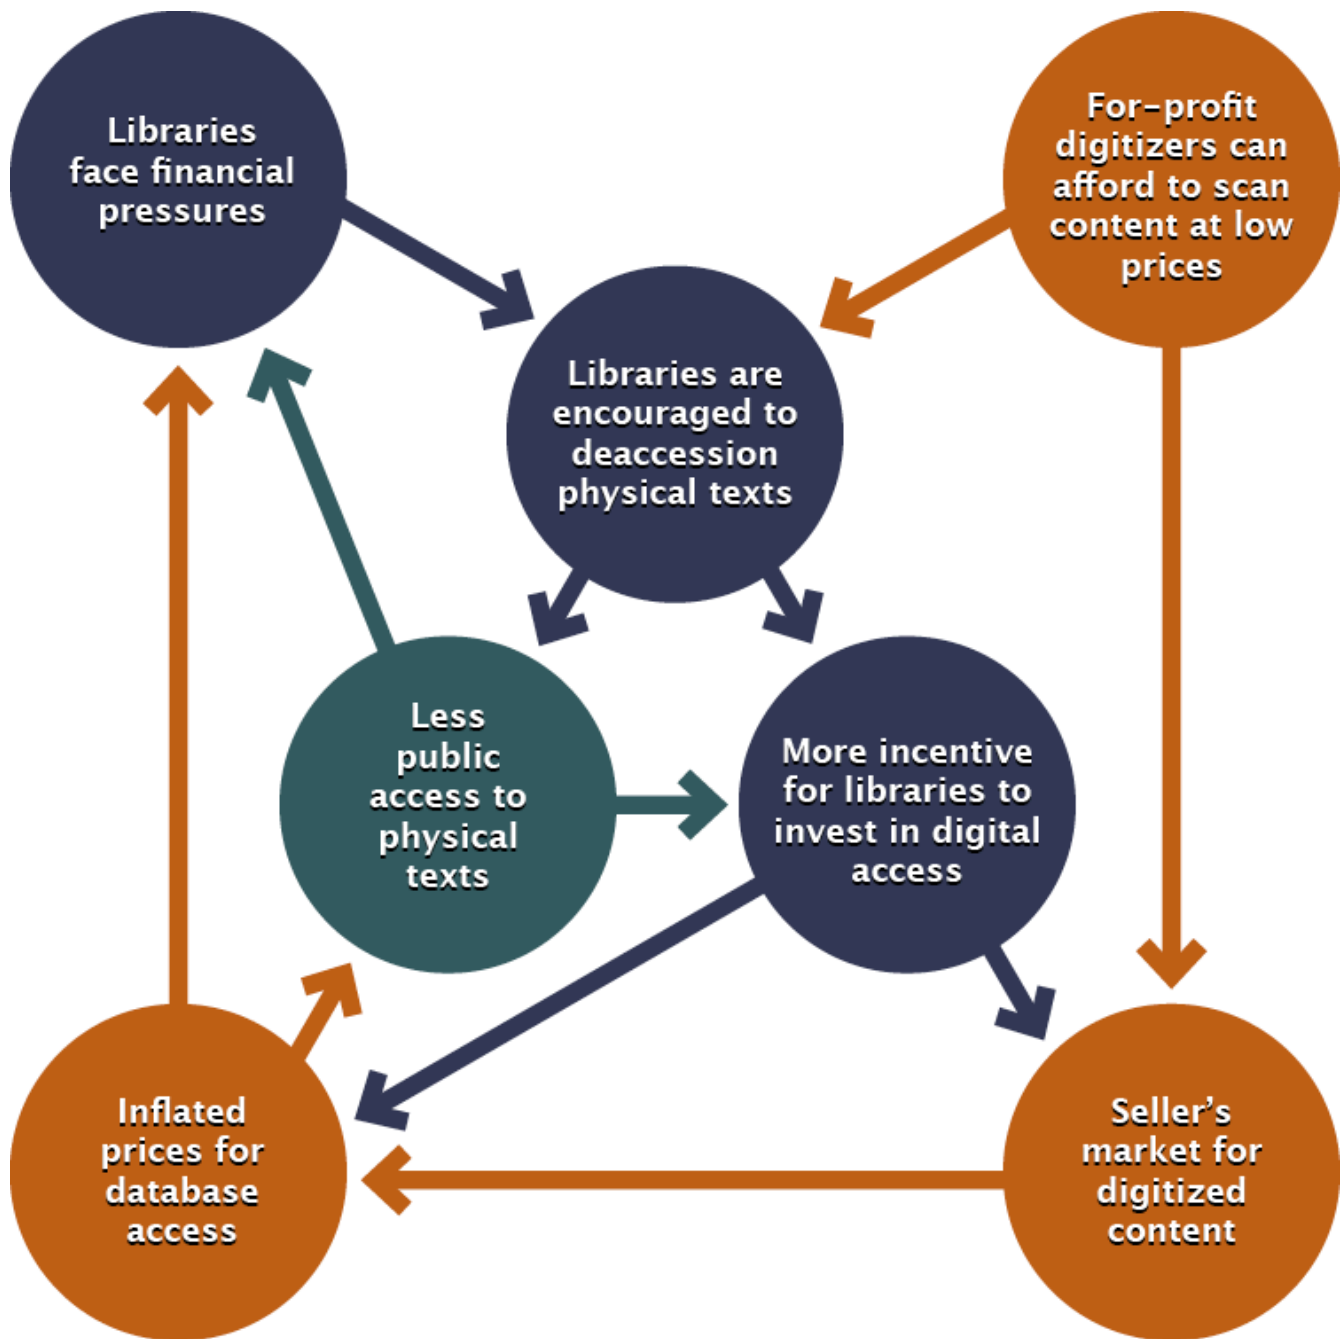 Libraries
face financial
pressures
For-profit
digitizers can
afford to scan
content at low
prices
Libraries are
encouraged to
deaccession
physical texts
Less
public
access to
physical
texts
More incentive
for libraries to
invest in digital
access
Inflated
prices for
database
access
Seller’s
market for
digitized
content